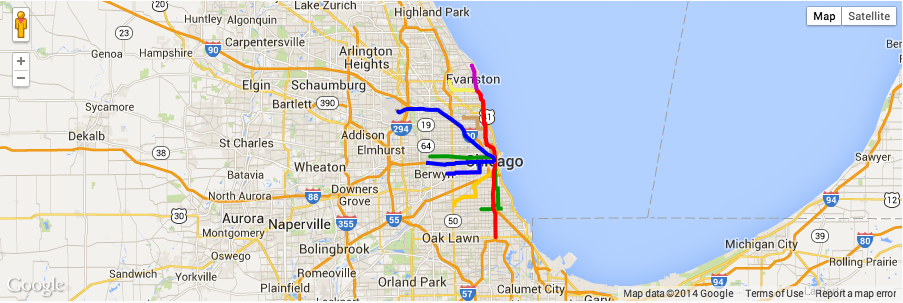 Lake Zurich
Highland Park
Map
Satellite
Huntley
Algonquin
23
20
Genoa
Hampshire
90
Carpentersville
Arlington
Heights
Evanston
Elgin
Schaumburg
Sycamore
Bartlett
390
294
19
Addison
Dekalb
38
St Charles
64
Elmhurst
Sawyer
Batavia
Wheaton
Berwyn
North Aurora
88
Downers
Grove
94
12
30
Aurora
355
55
50
Montgomery
Naperville
Oak Lawn
Michigan City
39
80
Oswego
Bolingbrook
Rolling Prairie
Sandwich
Yorkville
Romeoville
Plainfield
Orland Park
94
57
Calumet City
Gary
Google
Map data ©2014 Google
Terms of Use
Report a map error